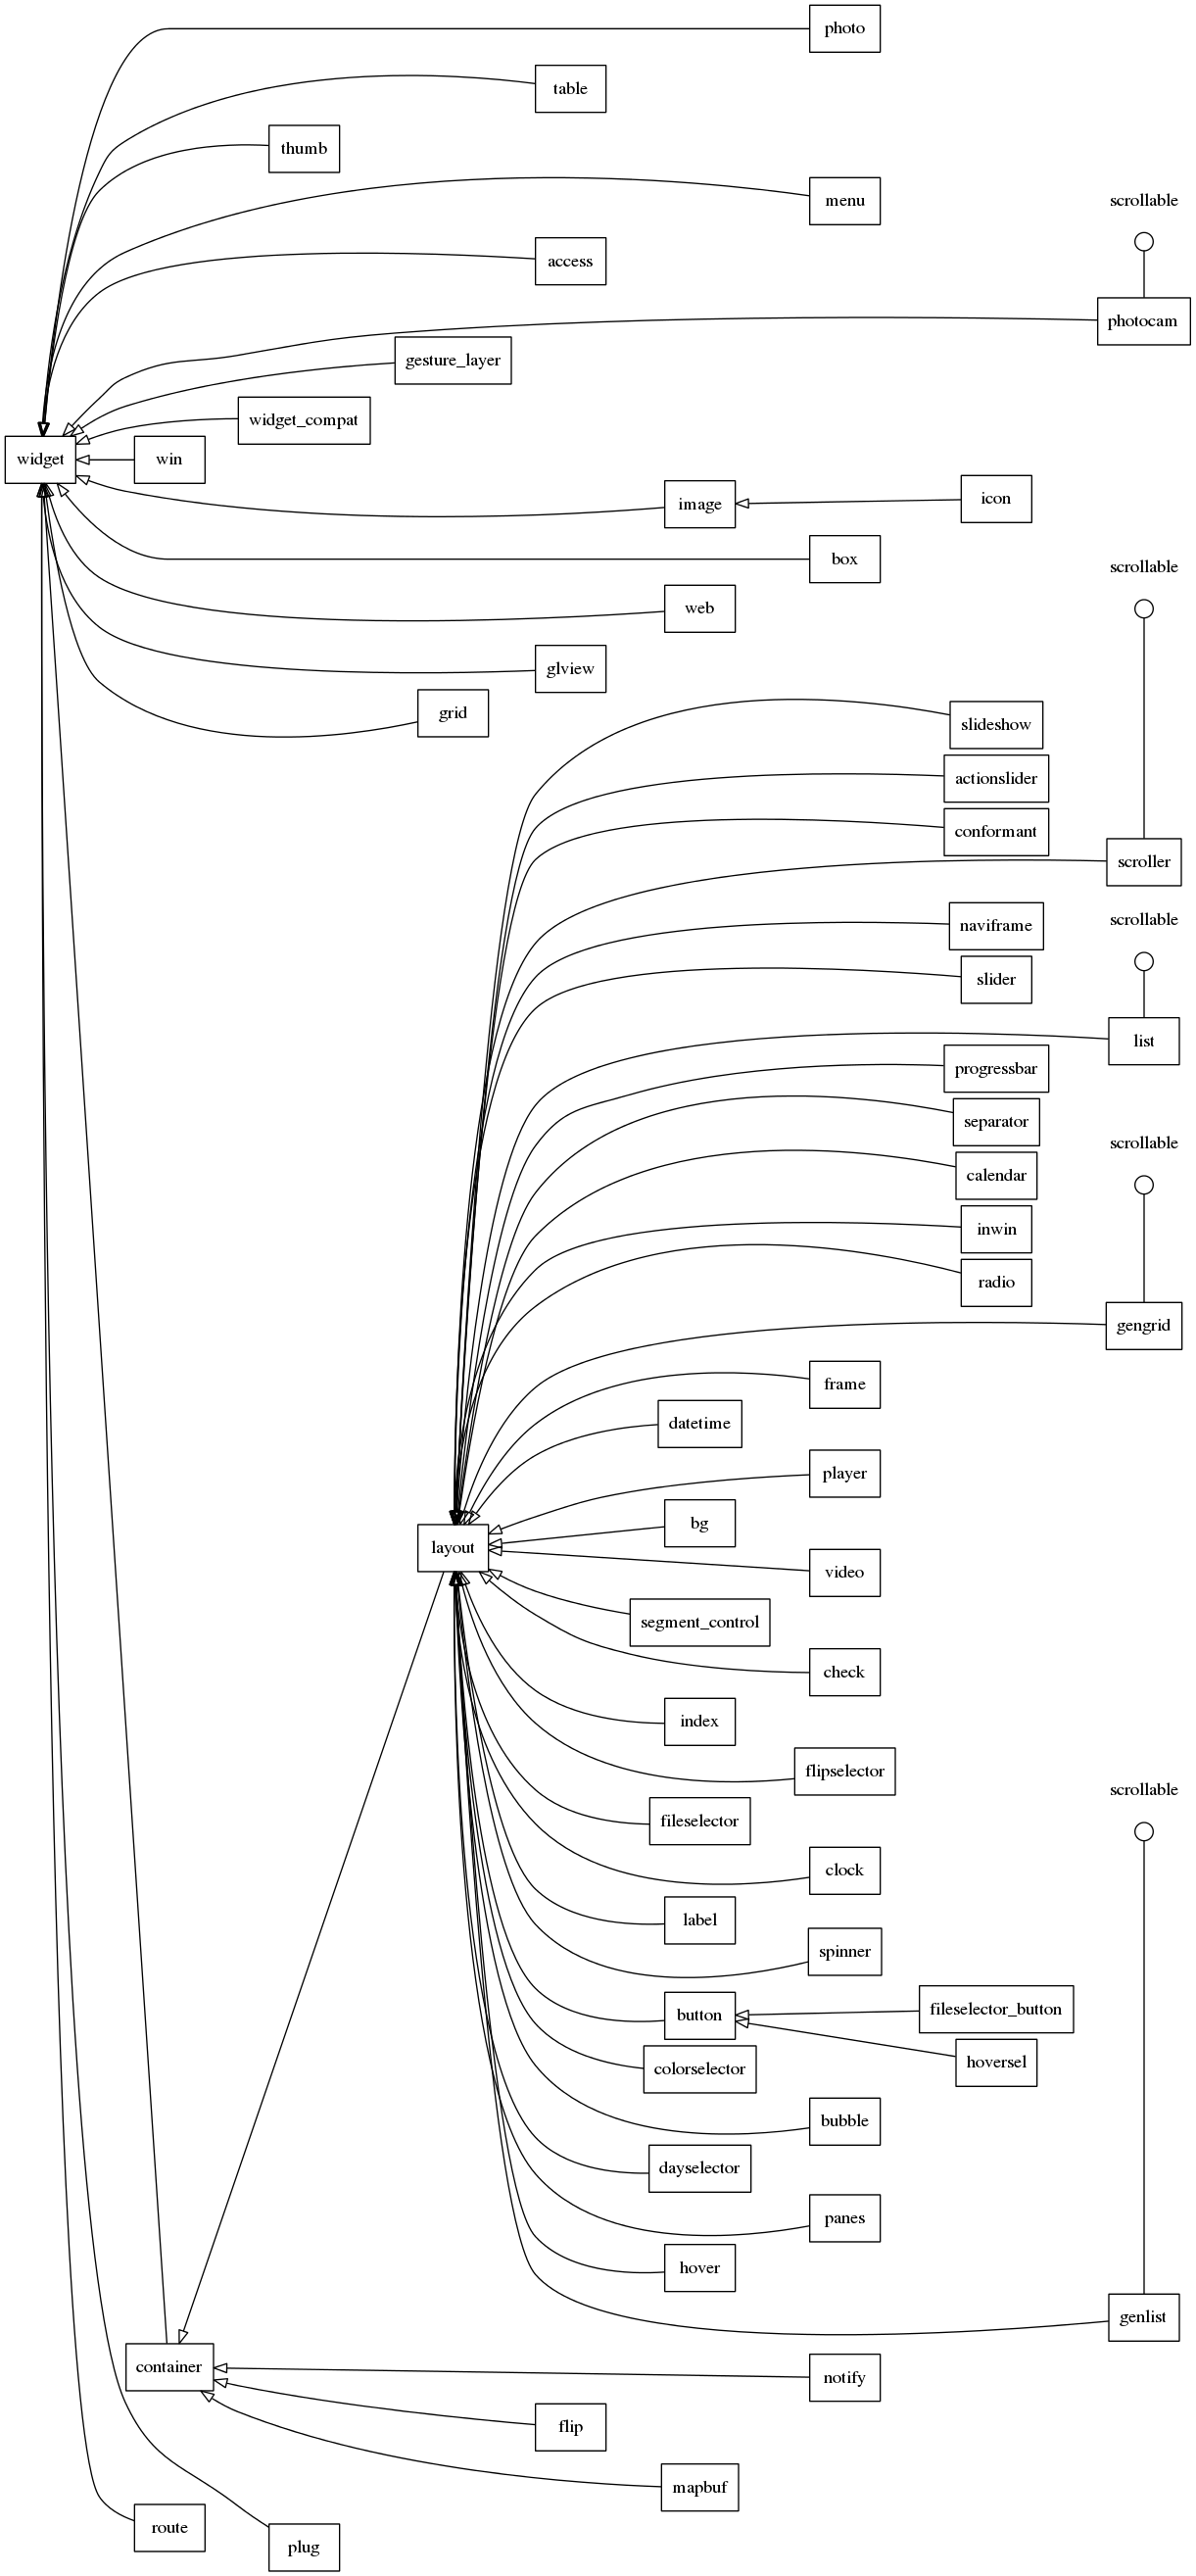 photo
table
thumb
menu
scrollable
access
photocam
gesture_layer
widget_compat
widget
win
image
icon
box
scrollable
web
glview
grid
slideshow
actionslider
conformant
scroller
scrollable
naviframe
slider
list
progressbar
separator
scrollable
calendar
inwin
radio
gengrid
frame
datetime
player
bg
layout
video
segment_control
check
index
flipselector
scrollable
fileselector
clock
label
spinner
fileselector_button
button
hoversel
colorselector
bubble
dayselector
panes
hover
genlist
container
notify
flip
mapbuf
route
plug